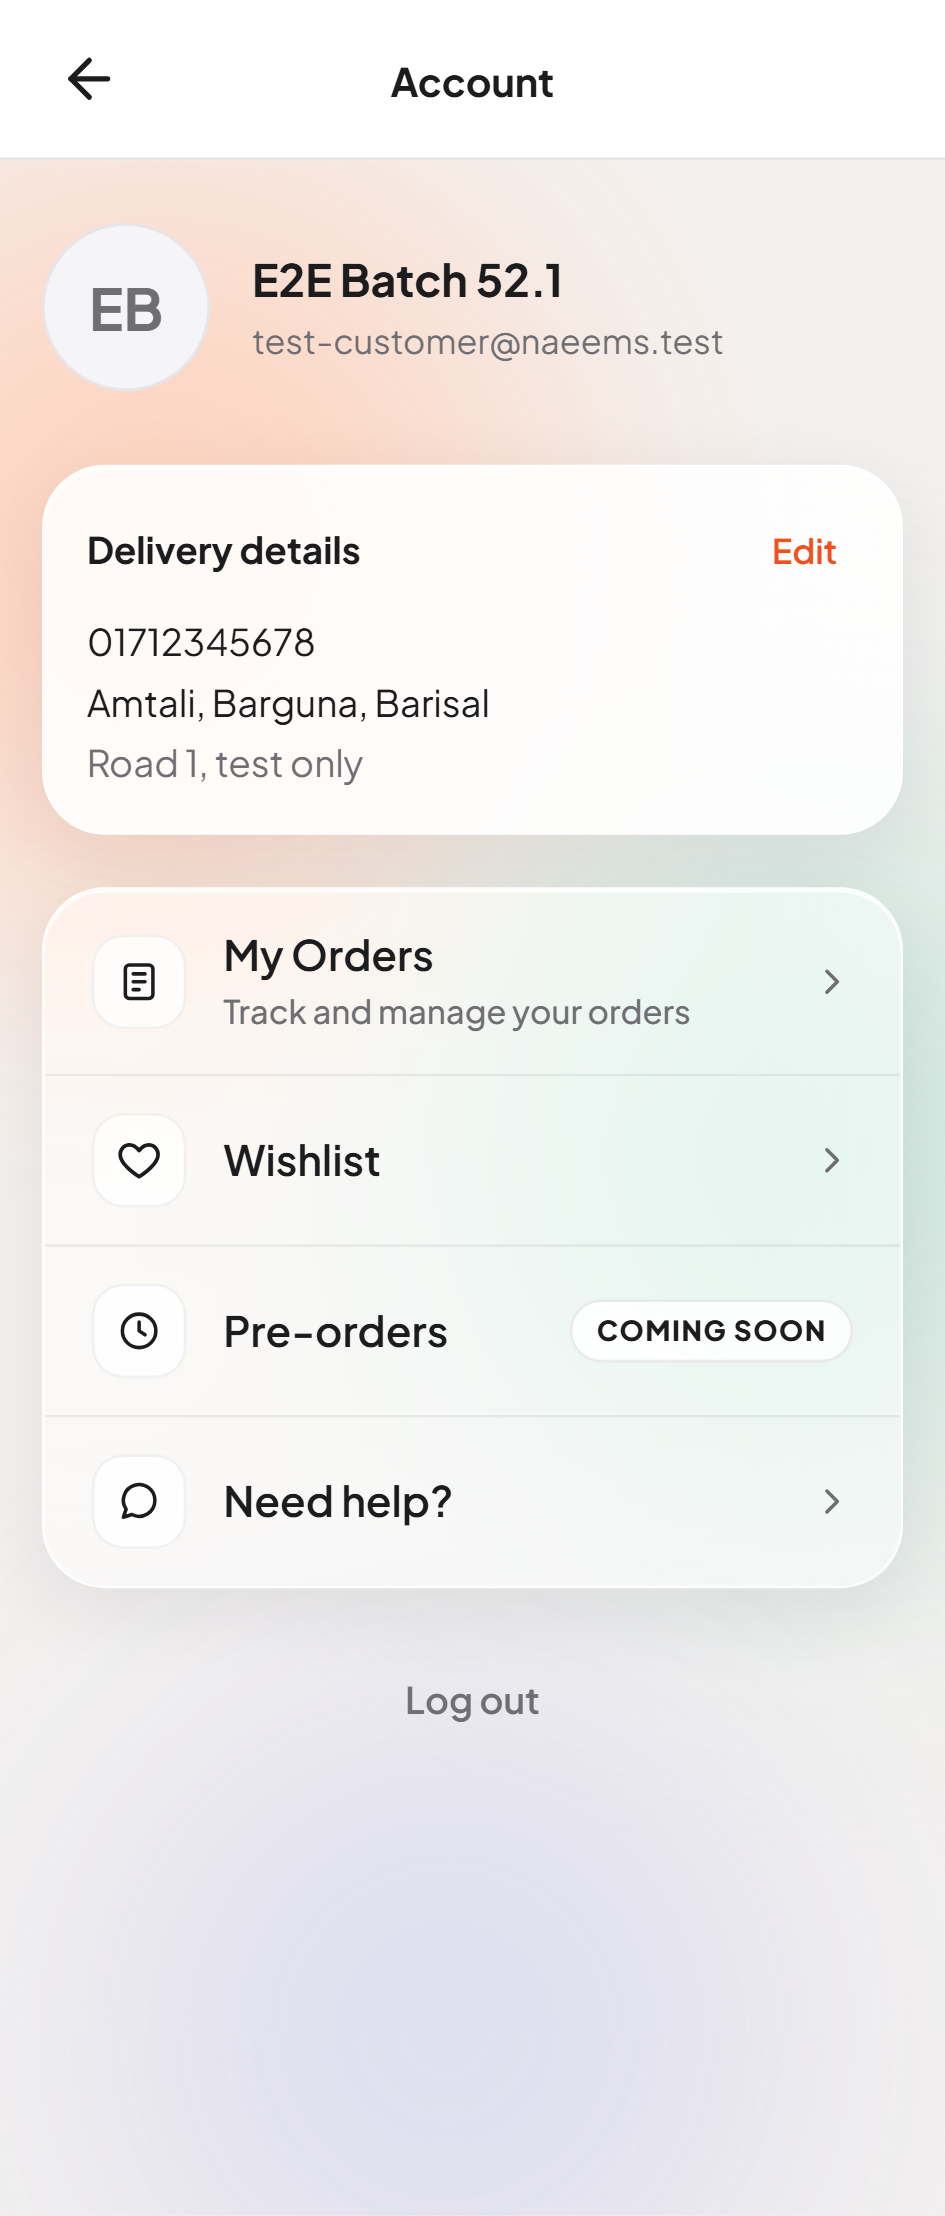 Account
EB
E2E Batch 52.1
test-customer@naeems.test
Delivery details
Edit
01712345678
Amtali, Barguna, Barisal
Road 1, test only
My Orders
Track and manage your orders
Wishlist
Pre-orders
COMING SOON
Need help?
Log out